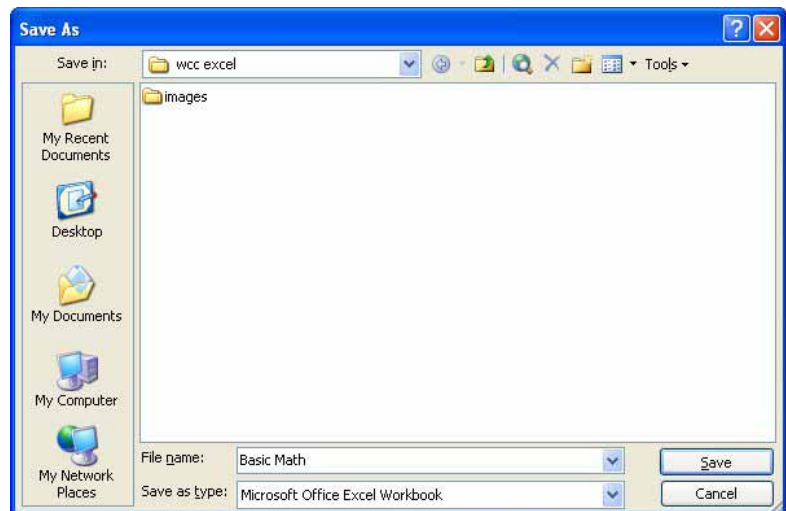 Save As
Save in:
wcc excel
Tools
images
My Recent
Documents
Desktop
My Documents
My Computer
My Network
Places
File name:
Basic Math
Save
Save as type:
Microsoft Office Excel Workbook
Cancel